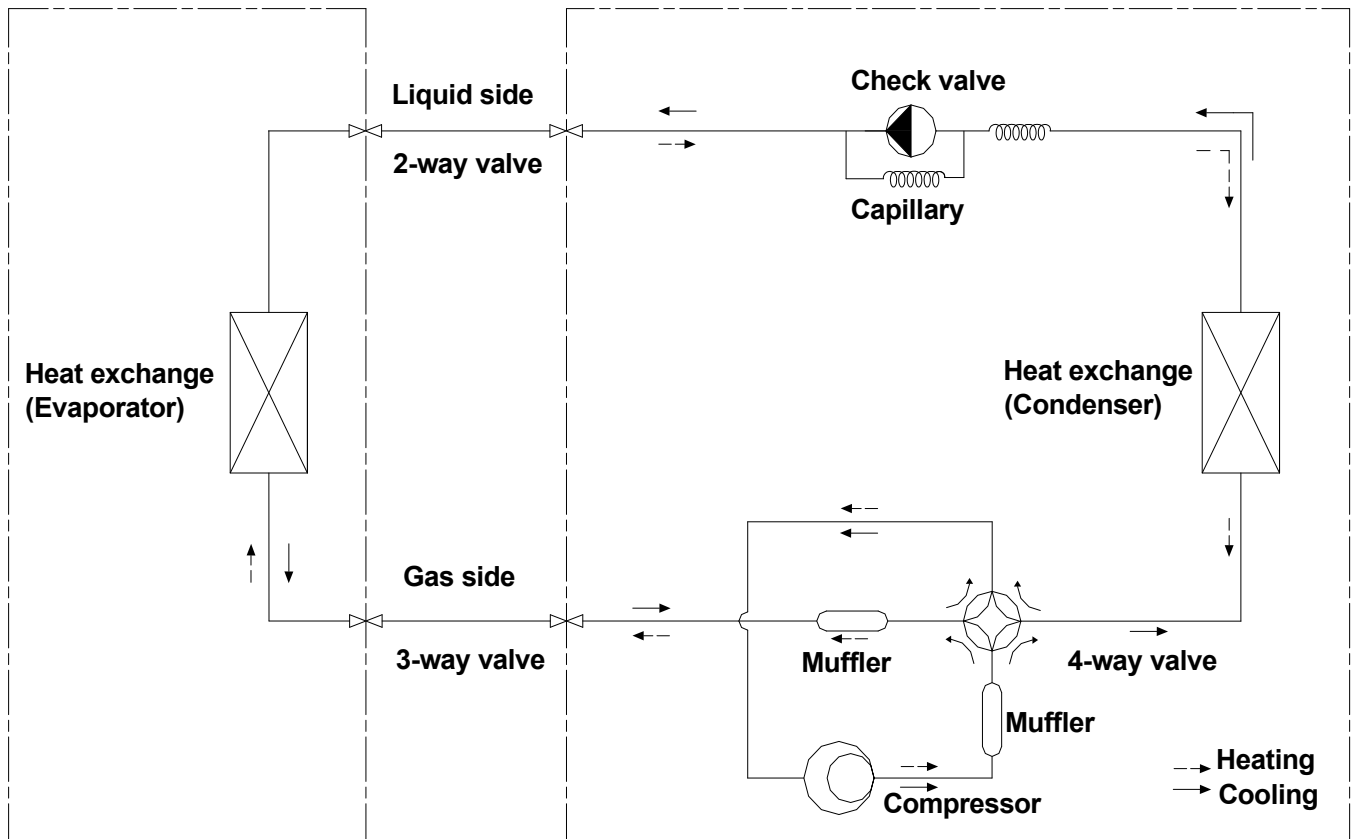 Check valve
Liquid side
2-way valve
Capillary
Heat exchange
(Evaporator)
Heat exchange
(Condenser)
Gas side
3-way valve
Muffler
4-way valve
Muffler
Compressor
Heating
Cooling